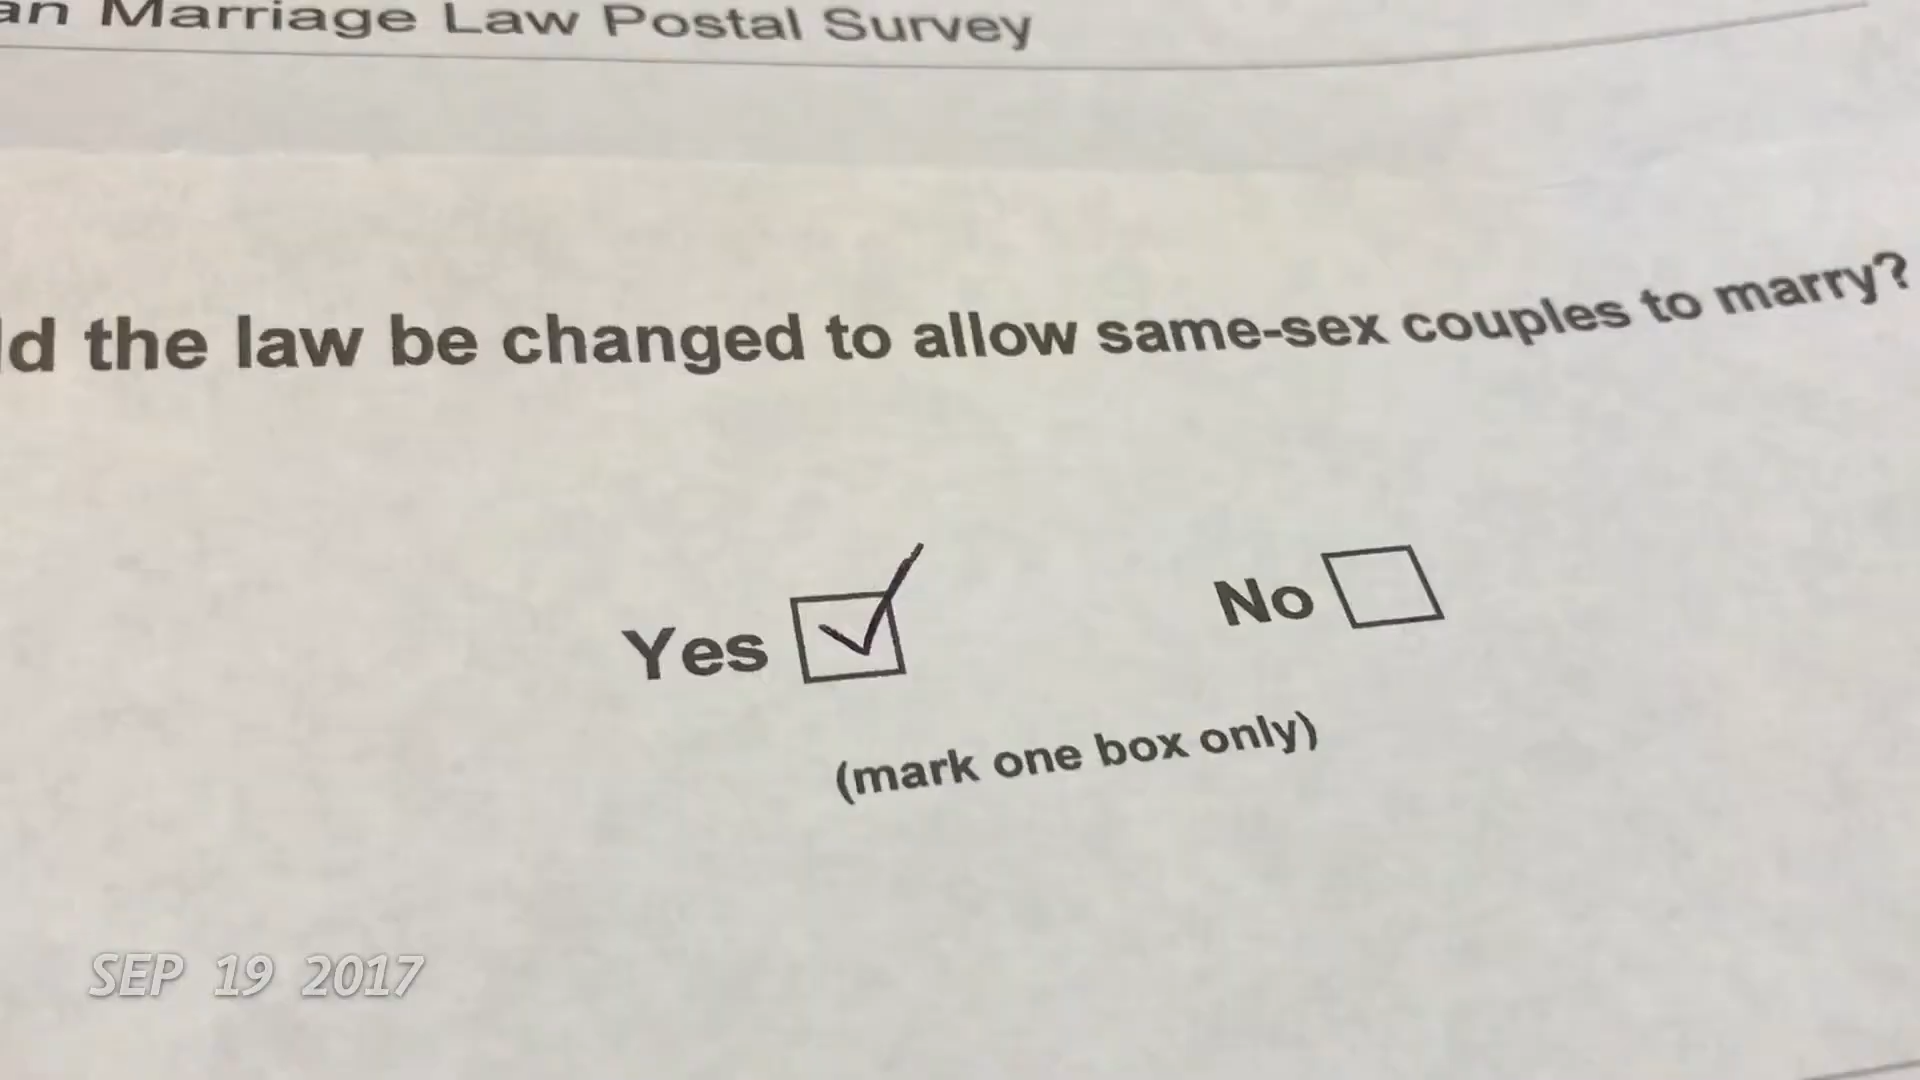 an Marriage Law Postal Survey
ld the law be changed to allow same-sex couples to marry?
Yes
No
(mark one box only)
SEP 19 2017